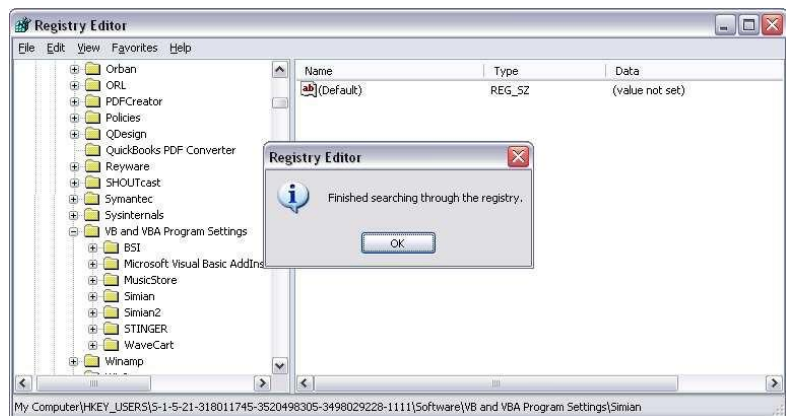 Registry Editor
File Edit View Favorites Help
Orban
ORL
PDFCreator
Policies
QDesign
QuickBooks PDF Converter
Reyware
SHOUTcast
Symantec
Sysinternals
VB and VBA Program Settings
BSI
Microsoft Visual Basic AddIns
MusicStore
Simian
Simian2
STINGER
WaveCart
Winamp
Name Type Data
ab (Default) REG_SZ (value not set)
Registry Editor
Finished searching through the registry.
OK
My Computer\HKEY_USERS\S-1-5-21-318011745-3520498305-3498029228-1111\Software\VB and VBA Program Settings\Simian